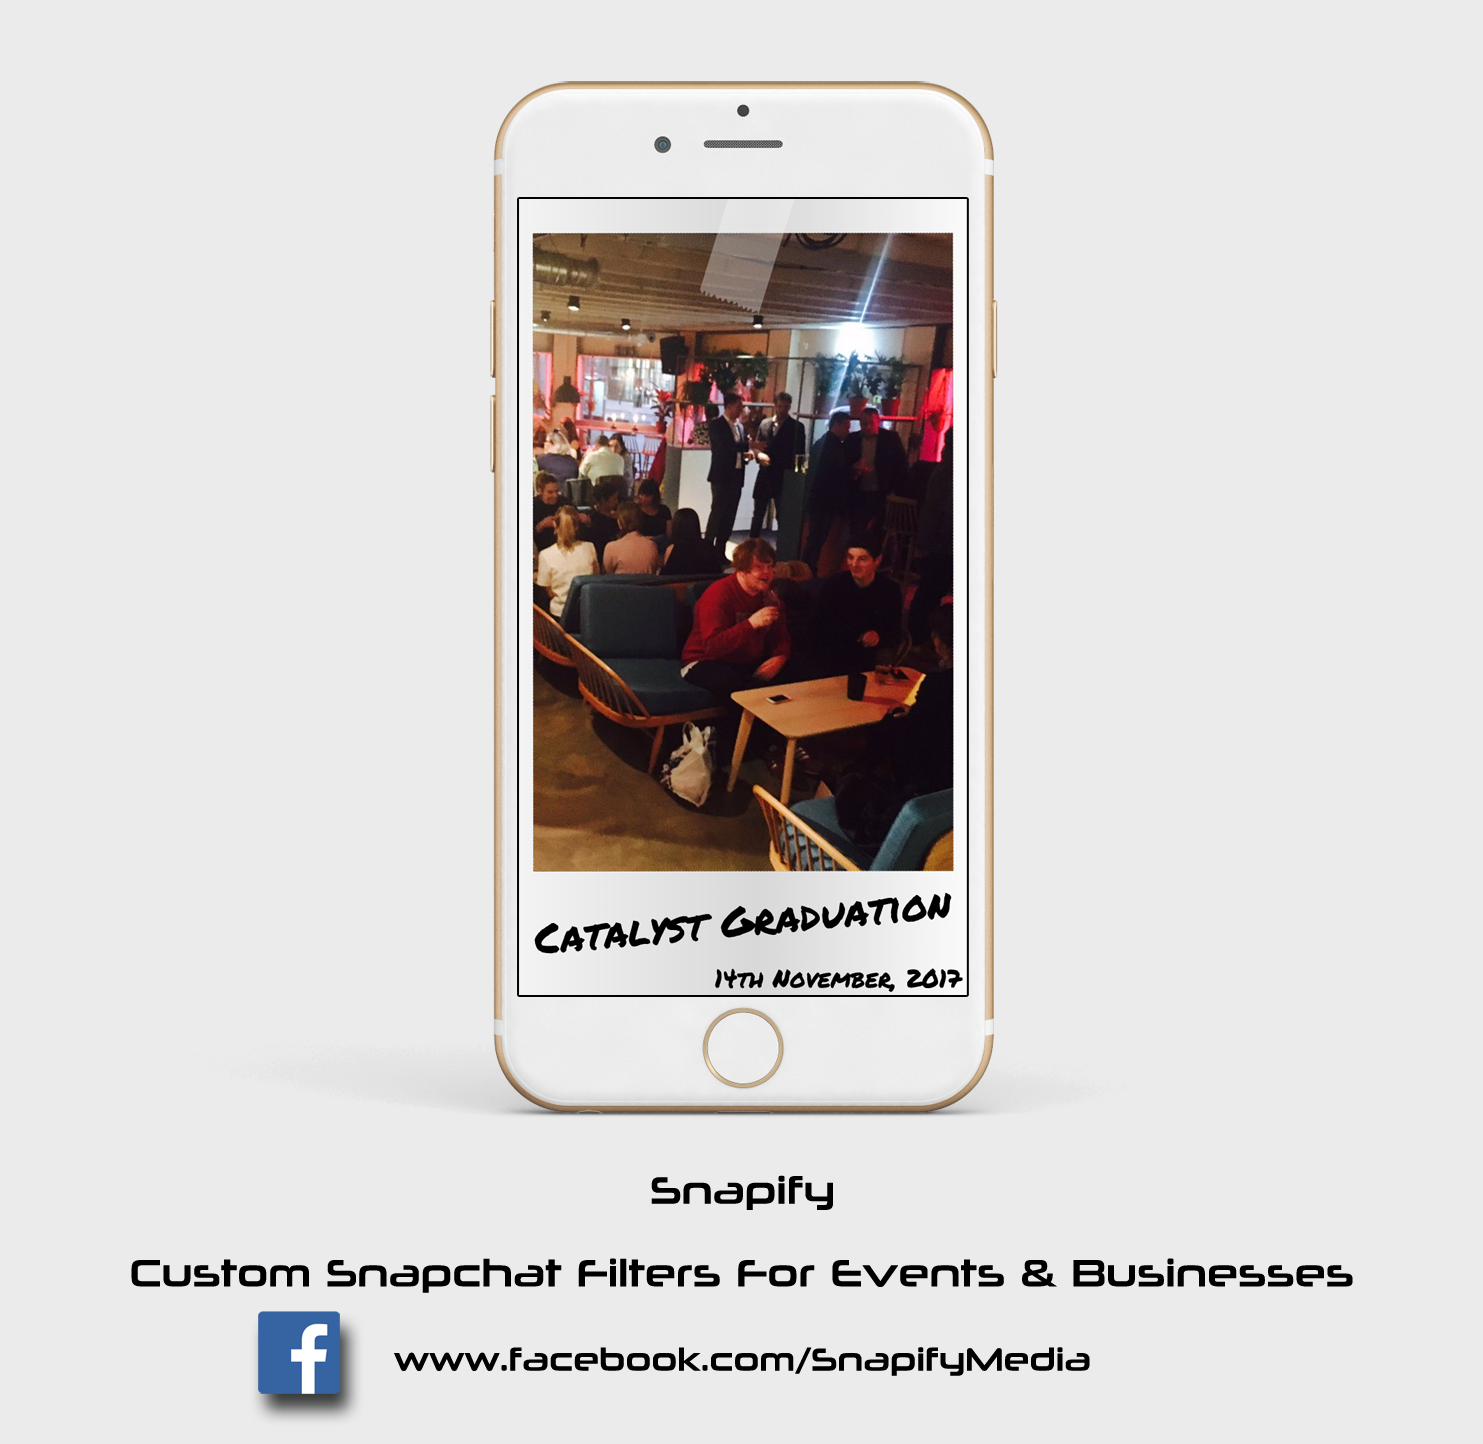 Catalyst Graduation
14th November, 2017
Snapify
Custom Snapchat Filters For Events & Businesses
f
www.facebook.com/SnapifyMedia